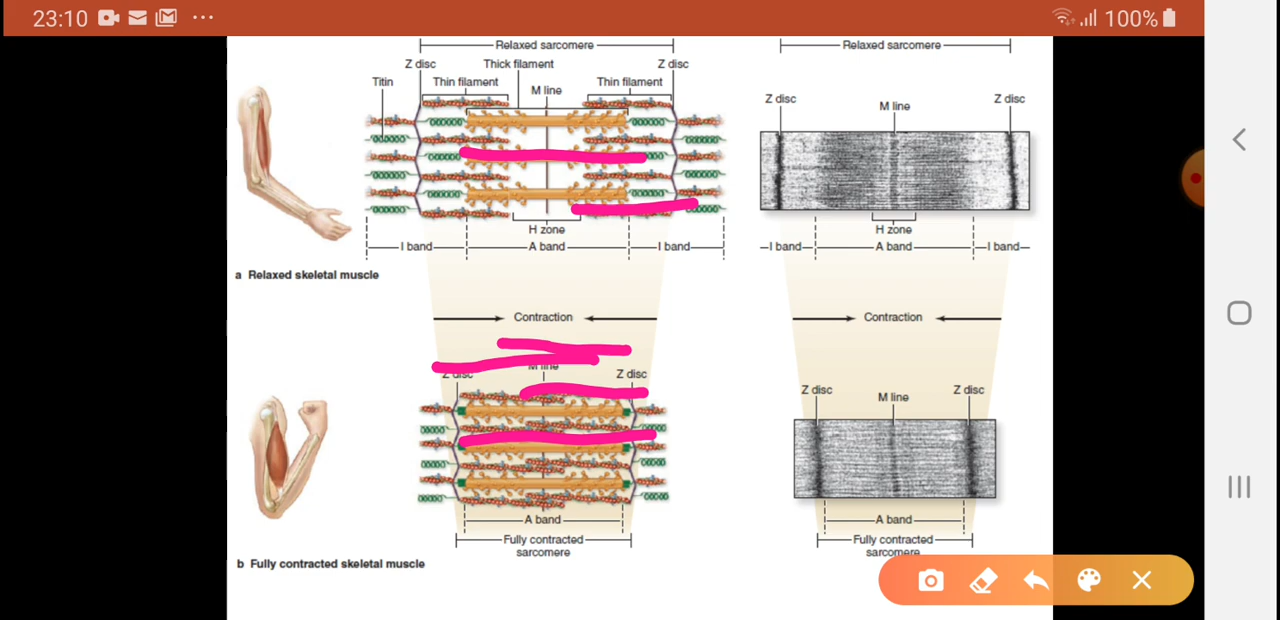 23:10
100%
Relaxed sarcomere
Z disc Thick filament Z disc
Titin Thin filament M line Thin filament
H zone
I band A band I band
a Relaxed skeletal muscle
Relaxed sarcomere
Z disc M line Z disc
H zone
I band A band I band
Contraction
Contraction
Z disc M line Z disc
A band
Fully contracted
sarcomere
b Fully contracted skeletal muscle
Z disc M line Z disc
A band
Fully contracted
sarcomere